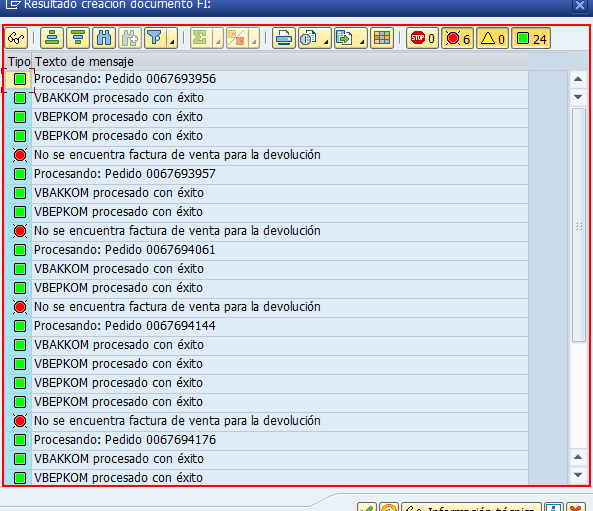 Resultado creación documento FI:
STOP 0 6 0 24
Tipo Texto de mensaje
Procesando: Pedido 0067693956
VBAKKOM procesado con éxito
VBEPKOM procesado con éxito
VBEPKOM procesado con éxito
No se encuentra factura de venta para la devolución
Procesando: Pedido 0067693957
VBAKKOM procesado con éxito
VBEPKOM procesado con éxito
No se encuentra factura de venta para la devolución
Procesando: Pedido 0067694061
VBAKKOM procesado con éxito
VBEPKOM procesado con éxito
No se encuentra factura de venta para la devolución
Procesando: Pedido 0067694144
VBAKKOM procesado con éxito
VBEPKOM procesado con éxito
VBEPKOM procesado con éxito
VBEPKOM procesado con éxito
No se encuentra factura de venta para la devolución
Procesando: Pedido 0067694176
VBAKKOM procesado con éxito
VBEPKOM procesado con éxito
Información técnica